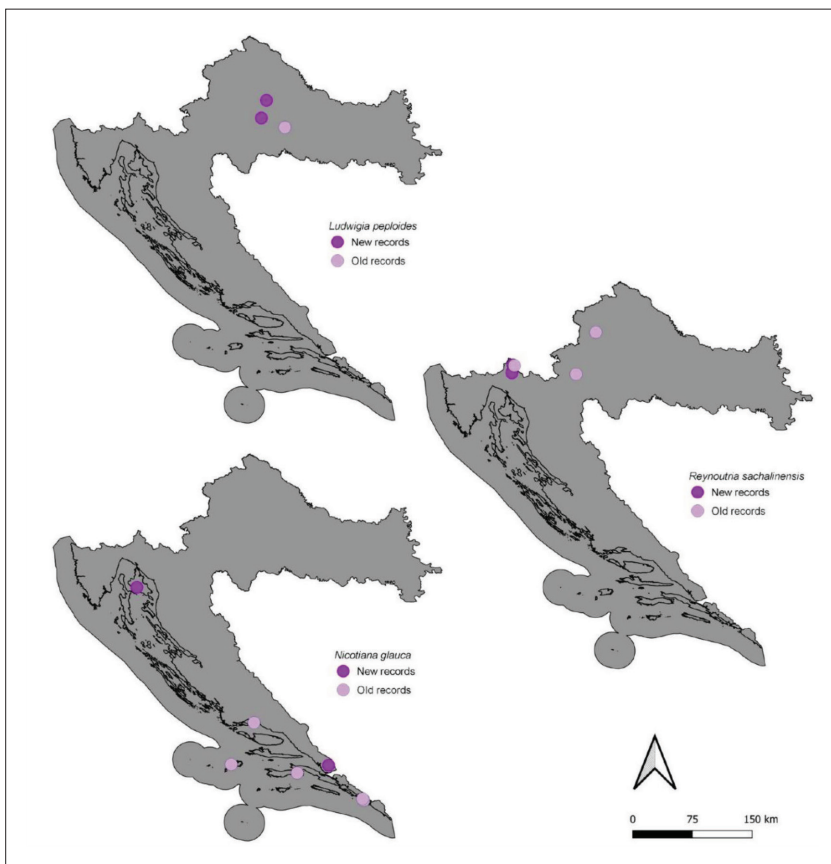 Ludwigia peploides
New records
Old records
Reynoutria sachalinensis
New records
Old records
Nicotiana glauca
New records
Old records
0 75 150 km